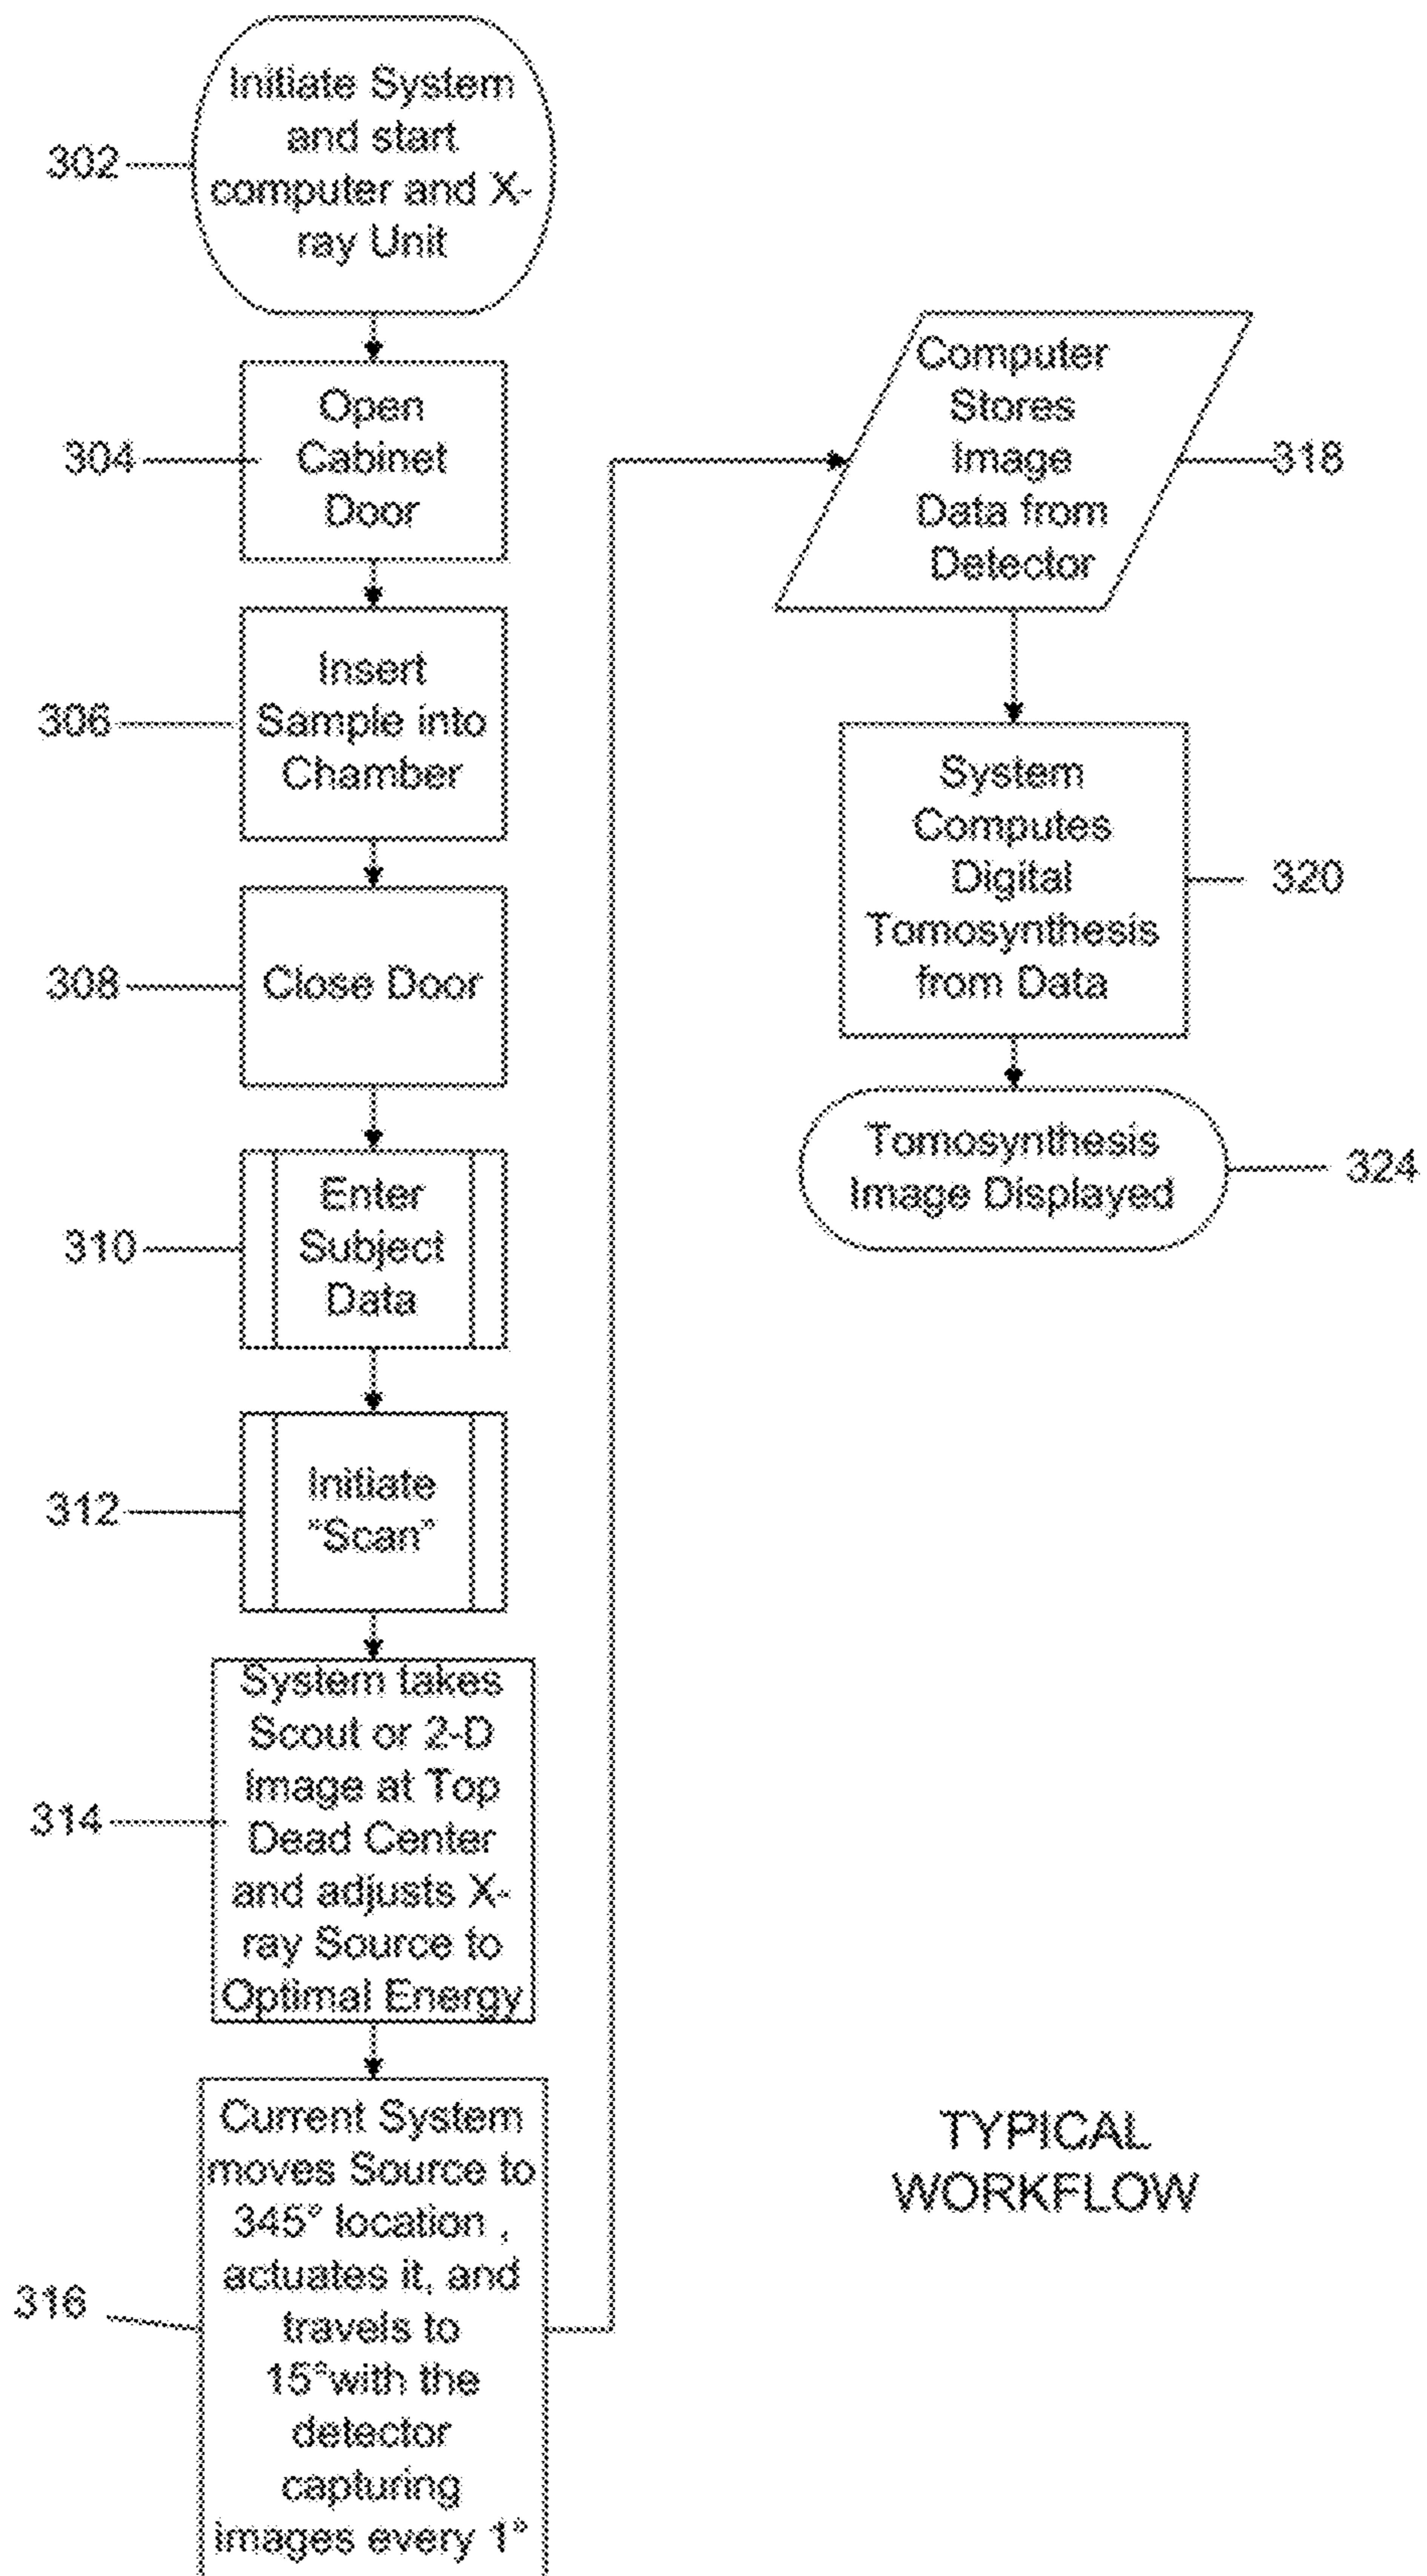 Initiate System
and start
302
computer and X-
ray Unit
Open
304
Cabinet
Door
Insert
306
Sample into
Chamber
308
Close Door
Enter
310
Subject
Data
Initiate
312
"Scan"
System takes
Scout or 2-D
image at Top
314
Dead Center
and adjusts X-
ray Source to
Optimal Energy
Current System
moves Source to
345° location ,
actuates it, and
316
travels to
15°with the
detector
capturing
images every 1°
Computer
Stores
Image
318
Data from
Detector
System
Computes
Digital
320
Tomosynthesis
from Data
Tomosynthesis
324
Image Displayed
TYPICAL
WORKFLOW